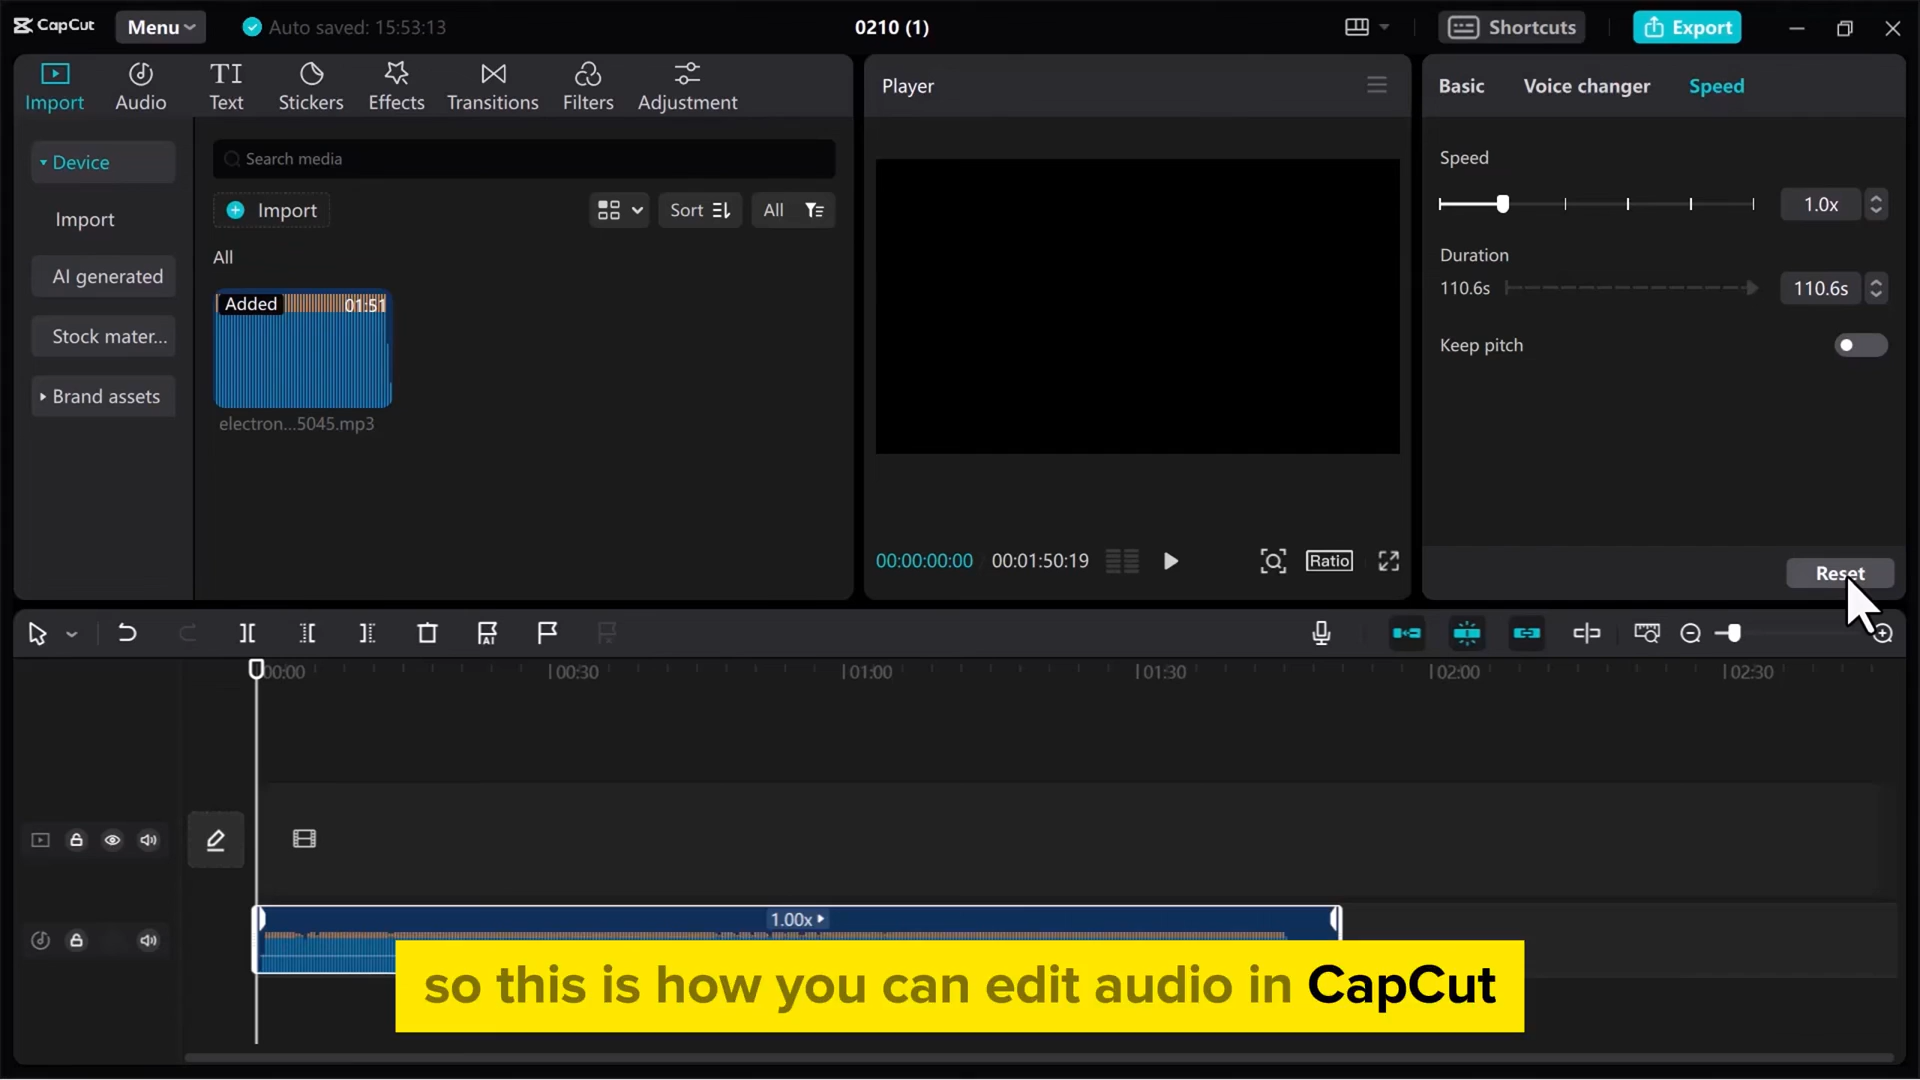 CapCut
Menu
Auto saved: 15:53:13
0210 (1)
Shortcuts
Export
Import
Audio
TI
Text
Stickers
Effects
Transitions
Filters
Adjustment
Device
Import
AI generated
Stock mater...
Brand assets
Search media
Import
Sort
All
All
Added
01:51
electron...5045.mp3
Player
00:00:00:00
00:01:50:19
Ratio
Basic
Voice changer
Speed
Speed
1.0x
Duration
110.6s
110.6s
Keep pitch
Reset
AI
00:00
00:30
01:00
01:30
02:00
02:30
1.00x
so this is how you can edit audio in CapCut